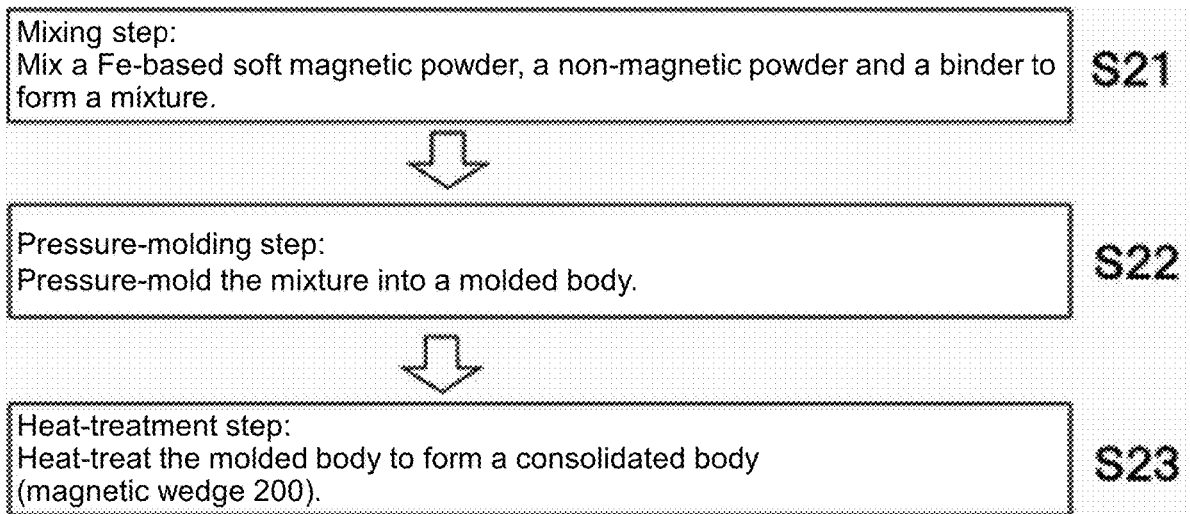 Mixing step:
Mix a Fe-based soft magnetic powder, a non-magnetic powder and a binder to
form a mixture.
S21
Pressure-molding step:
Pressure-mold the mixture into a molded body.
S22
Heat-treatment step:
Heat-treat the molded body to form a consolidated body
(magnetic wedge 200).
S23